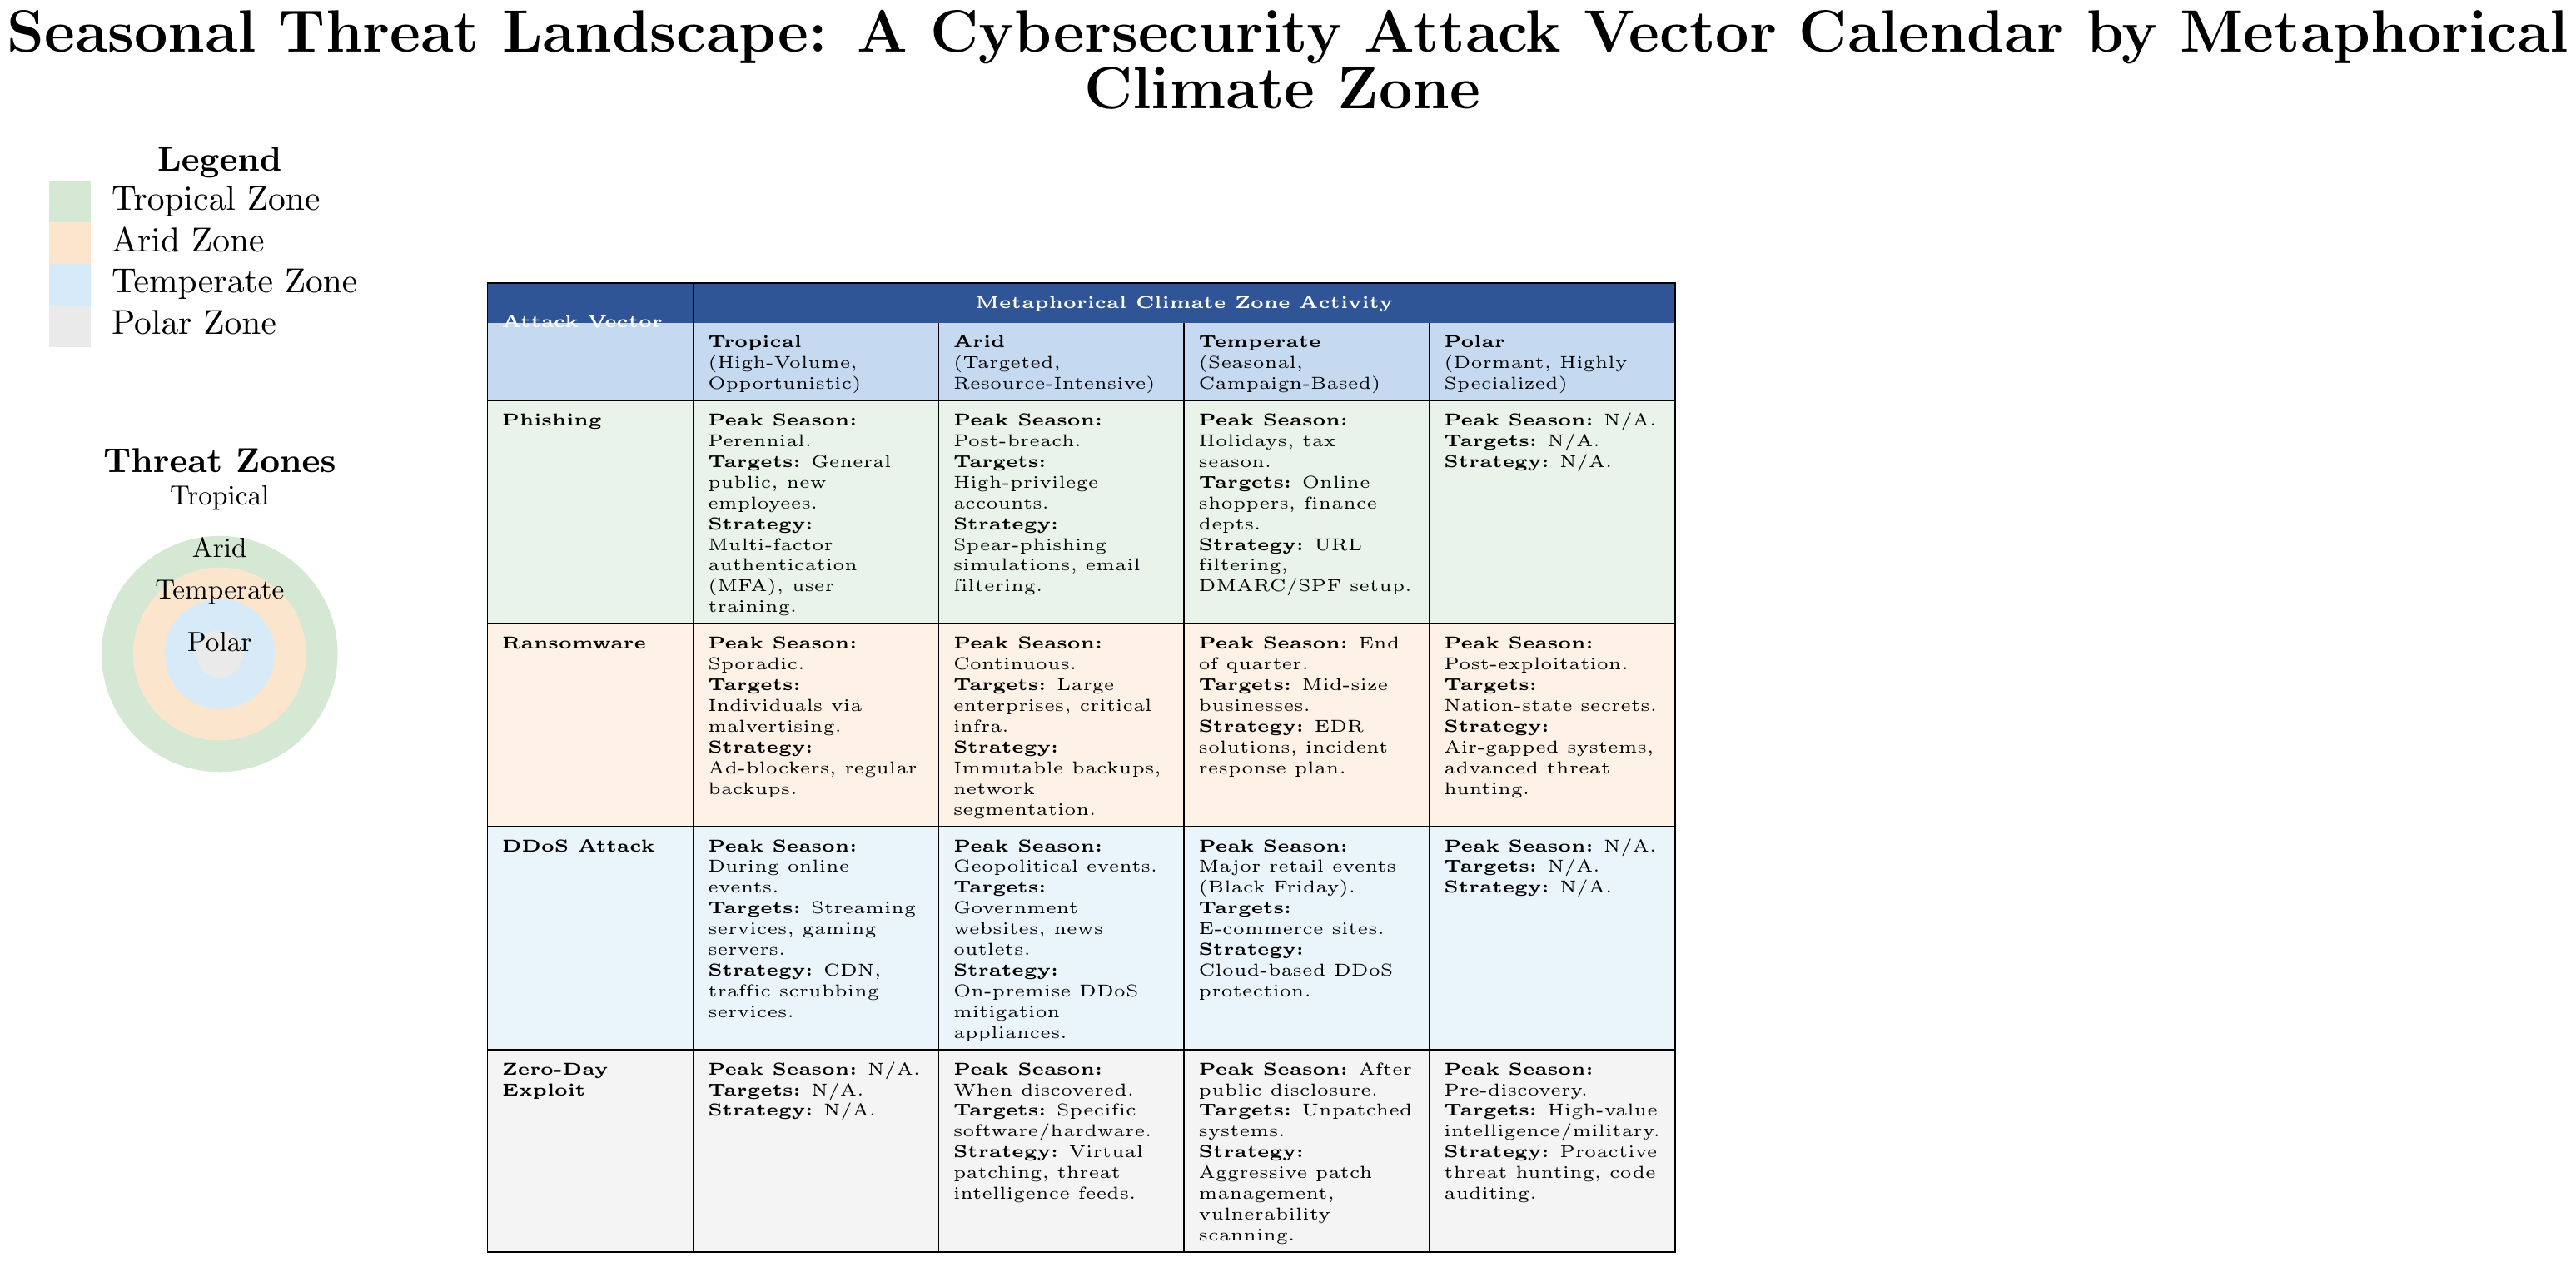 Seasonal Threat Landscape: A Cybersecurity Attack Vector Calendar by Metaphorical
Climate Zone
Legend
Tropical Zone
Arid Zone
Temperate Zone
Polar Zone
Threat Zones
Tropical
Arid
Temperate
Polar
Attack Vector
Metaphorical Climate Zone Activity
Tropical
(High-Volume,
Opportunistic)
Arid
(Targeted,
Resource-Intensive)
Temperate
(Seasonal,
Campaign-Based)
Polar
(Dormant, Highly
Specialized)
Phishing
Peak Season:
Perennial.
Targets: General
public, new
employees.
Strategy:
Multi-factor
authentication
(MFA), user
training.
Peak Season:
Post-breach.
Targets:
High-privilege
accounts.
Strategy:
Spear-phishing
simulations, email
filtering.
Peak Season:
Holidays, tax
season.
Targets: Online
shoppers, finance
depts.
Strategy: URL
filtering,
DMARC/SPF setup.
Peak Season: N/A.
Targets: N/A.
Strategy: N/A.
Ransomware
Peak Season:
Sporadic.
Targets:
Individuals via
malvertising.
Strategy:
Ad-blockers, regular
backups.
Peak Season:
Continuous.
Targets: Large
enterprises, critical
infra.
Strategy:
Immutable backups,
network
segmentation.
Peak Season: End
of quarter.
Targets: Mid-size
businesses.
Strategy: EDR
solutions, incident
response plan.
Peak Season:
Post-exploitation.
Targets:
Nation-state secrets.
Strategy:
Air-gapped systems,
advanced threat
hunting.
DDoS Attack
Peak Season:
During online
events.
Targets: Streaming
services, gaming
servers.
Strategy: CDN,
traffic scrubbing
services.
Peak Season:
Geopolitical events.
Targets:
Government
websites, news
outlets.
Strategy:
On-premise DDoS
mitigation
appliances.
Peak Season:
Major retail events
(Black Friday).
Targets:
E-commerce sites.
Strategy:
Cloud-based DDoS
protection.
Peak Season: N/A.
Targets: N/A.
Strategy: N/A.
Zero-Day
Exploit
Peak Season: N/A.
Targets: N/A.
Strategy: N/A.
Peak Season:
When discovered.
Targets: Specific
software/hardware.
Strategy: Virtual
patching, threat
intelligence feeds.
Peak Season: After
public disclosure.
Targets: Unpatched
systems.
Strategy:
Aggressive patch
management,
vulnerability
scanning.
Peak Season:
Pre-discovery.
Targets: High-value
intelligence/military.
Strategy: Proactive
threat hunting, code
auditing.